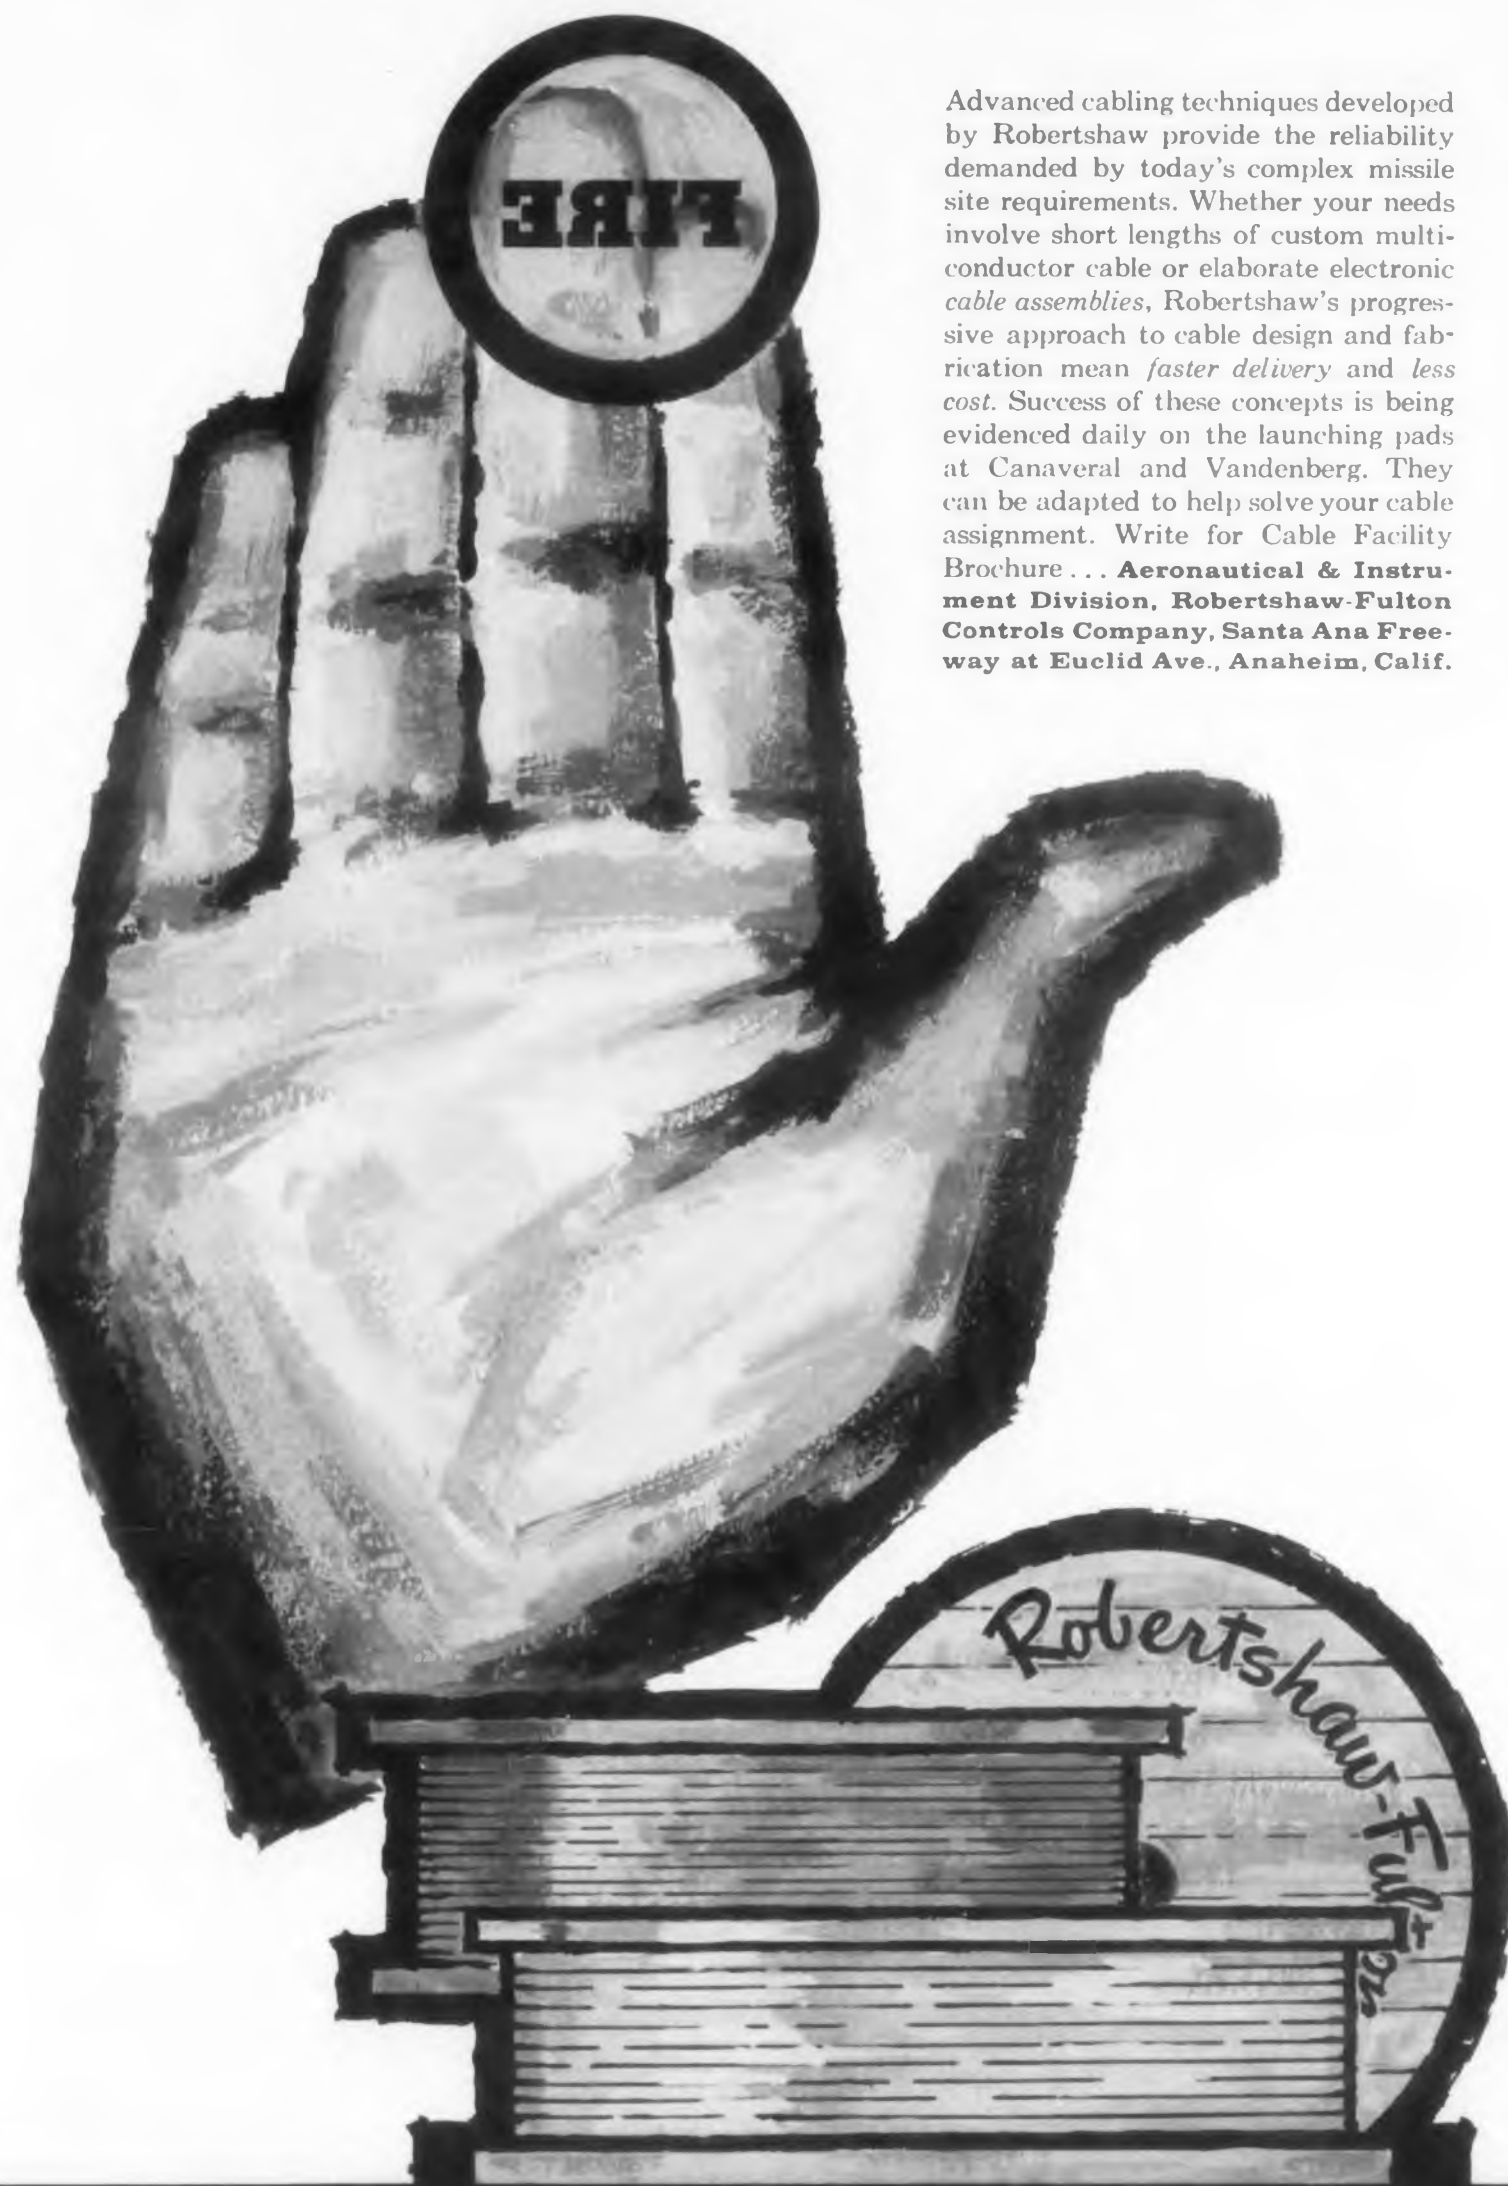 FIRE
Advanced cabling techniques developed
by Robertshaw provide the reliability
demanded by today's complex missile
site requirements. Whether your needs
involve short lengths of custom multi-
conductor cable or elaborate electronic
cable assemblies, Robertshaw's progres-
sive approach to cable design and fab-
rication mean faster delivery and less
cost. Success of these concepts is being
evidenced daily on the launching pads
at Canaveral and Vandenberg. They
can be adapted to help solve your cable
assignment. Write for Cable Facility
Brochure ... Aeronautical & Instru-
ment Division, Robertshaw-Fulton
Controls Company, Santa Ana Free-
way at Euclid Ave., Anaheim, Calif.
Robertshaw-Fulton